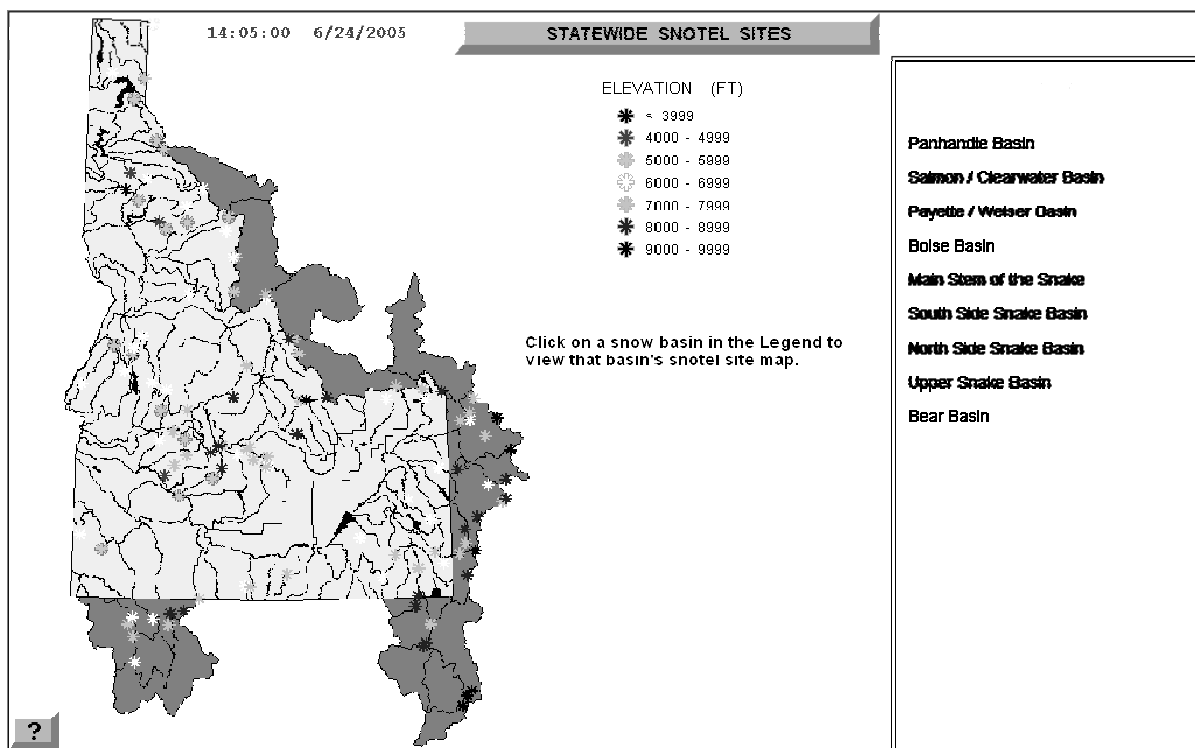 14:05:00 6/24/2005
STATEWIDE SNOTEL SITES
ELEVATION (FT)
< 3999
4000 - 4999
5000 - 5999
6000 - 6999
7000 - 7999
8000 - 8999
9000 - 9999
Click on a snow basin in the Legend to
view that basin's snotel site map.
Panhandle Basin
Salmon / Clearwater Basin
Payette / Weiser Basin
Boise Basin
Main Stem of the Snake
South Side Snake Basin
North Side Snake Basin
Upper Snake Basin
Bear Basin
?